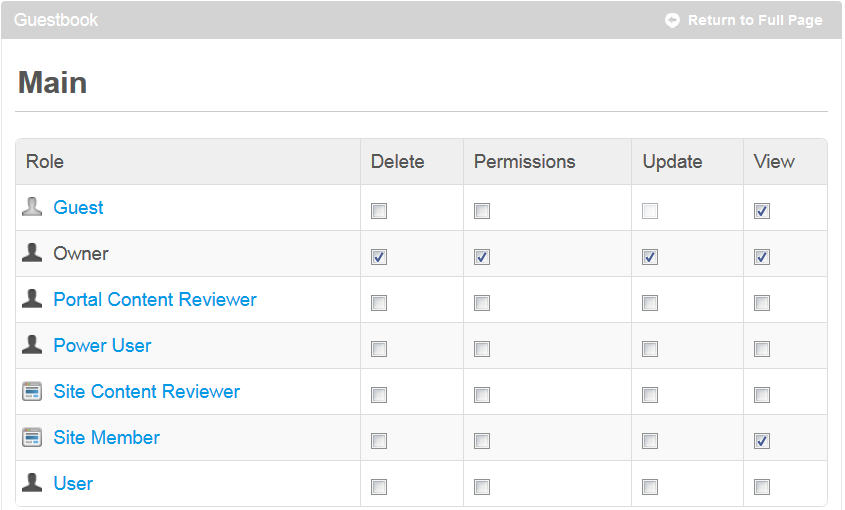 Guestbook Return to Full Page
Main
Role Delete Permissions Update View
Guest
Owner
Portal Content Reviewer
Power User
Site Content Reviewer
Site Member
User